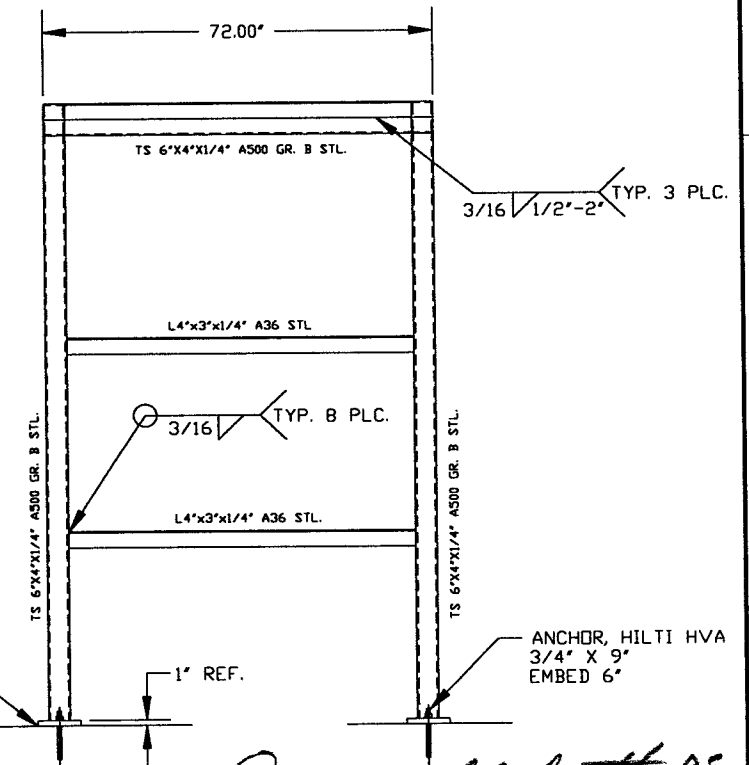 72.00"
TS 6"X4"X1/4" A500 GR. B STL.
3/16 1/2"-2" TYP. 3 PLC.
L4"x3"x1/4" A36 STL
3/16 TYP. 8 PLC.
TS 6"X4"X1/4" A500 GR. B STL.
TS 6"X4"X1/4" A500 GR. B STL.
L4"x3"x1/4" A36 STL.
ANCHOR, HILTI HVA
3/4" X 9"
EMBED 6"
1" REF.